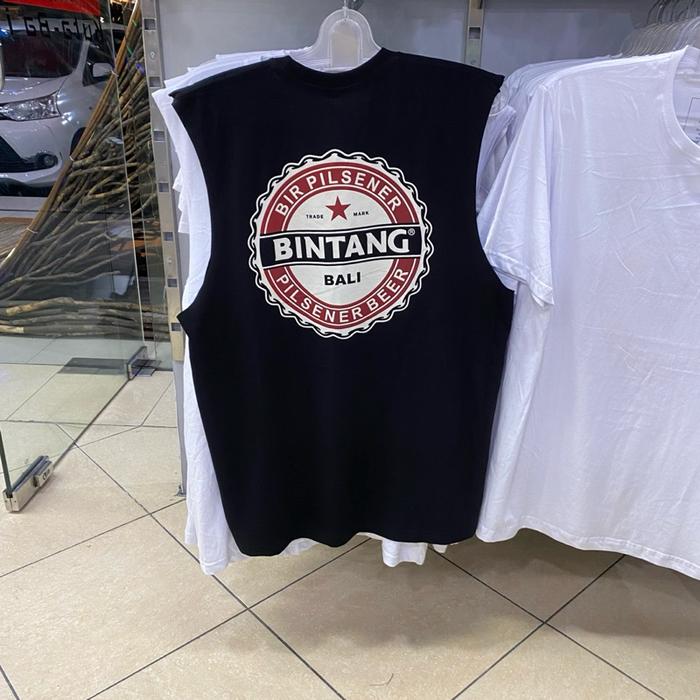 BIR PILSENER
TRADE MARK
BINTANG®
BALI
PILSENER BEER